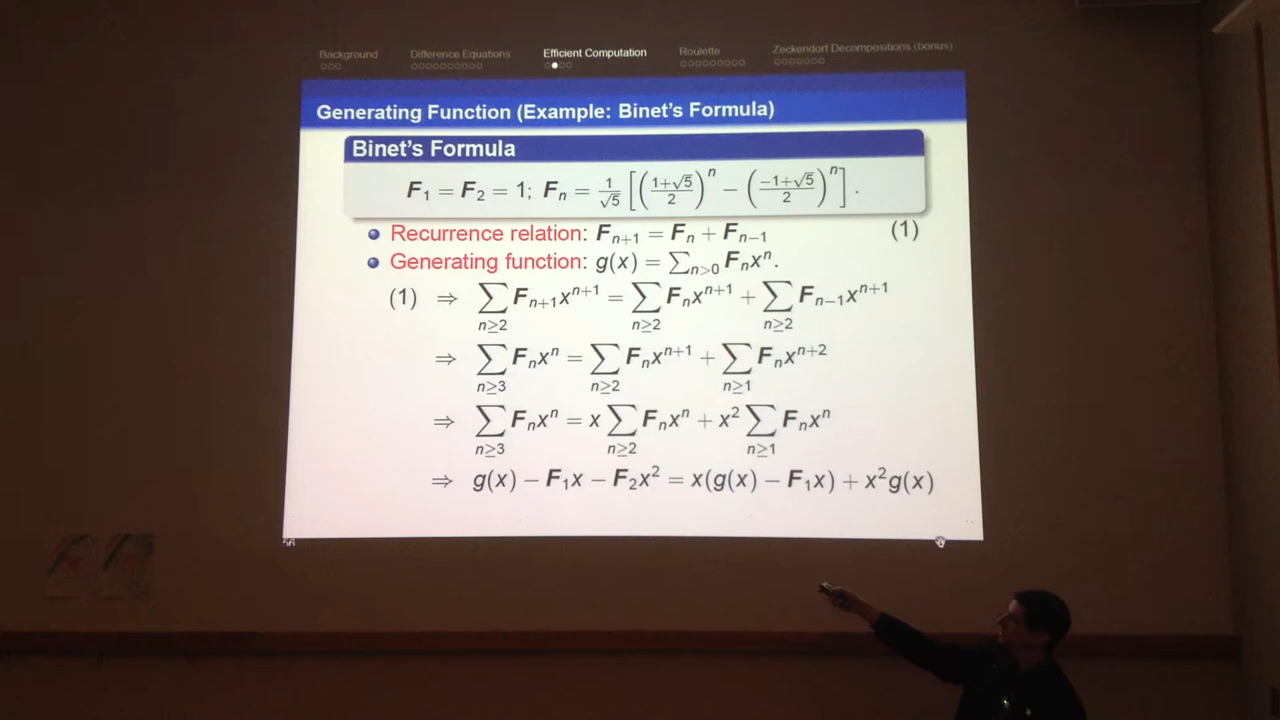 Background Difference Equations Efficient Computation Roulette Zeckendorf Decompositions (bonus)
Generating Function (Example: Binet's Formula)
Binet's Formula
F₁ = F₂ = 1; Fₙ = 1/√5 [((1+√5)/2)ⁿ − ((−1+√5)/2)ⁿ].
Recurrence relation: Fₙ₊₁ = Fₙ + Fₙ₋₁ (1)
Generating function: g(x) = ∑ₙ>₀ Fₙxⁿ.
(1) ⇒ ∑_{n≥2} Fₙ₊₁xⁿ⁺¹ = ∑_{n≥2} Fₙxⁿ⁺¹ + ∑_{n≥2} Fₙ₋₁xⁿ⁺¹
⇒ ∑_{n≥3} Fₙxⁿ = ∑_{n≥2} Fₙxⁿ⁺¹ + ∑_{n≥1} Fₙxⁿ⁺²
⇒ ∑_{n≥3} Fₙxⁿ = x ∑_{n≥2} Fₙxⁿ + x² ∑_{n≥1} Fₙxⁿ
⇒ g(x) − F₁x − F₂x² = x(g(x) − F₁x) + x²g(x)